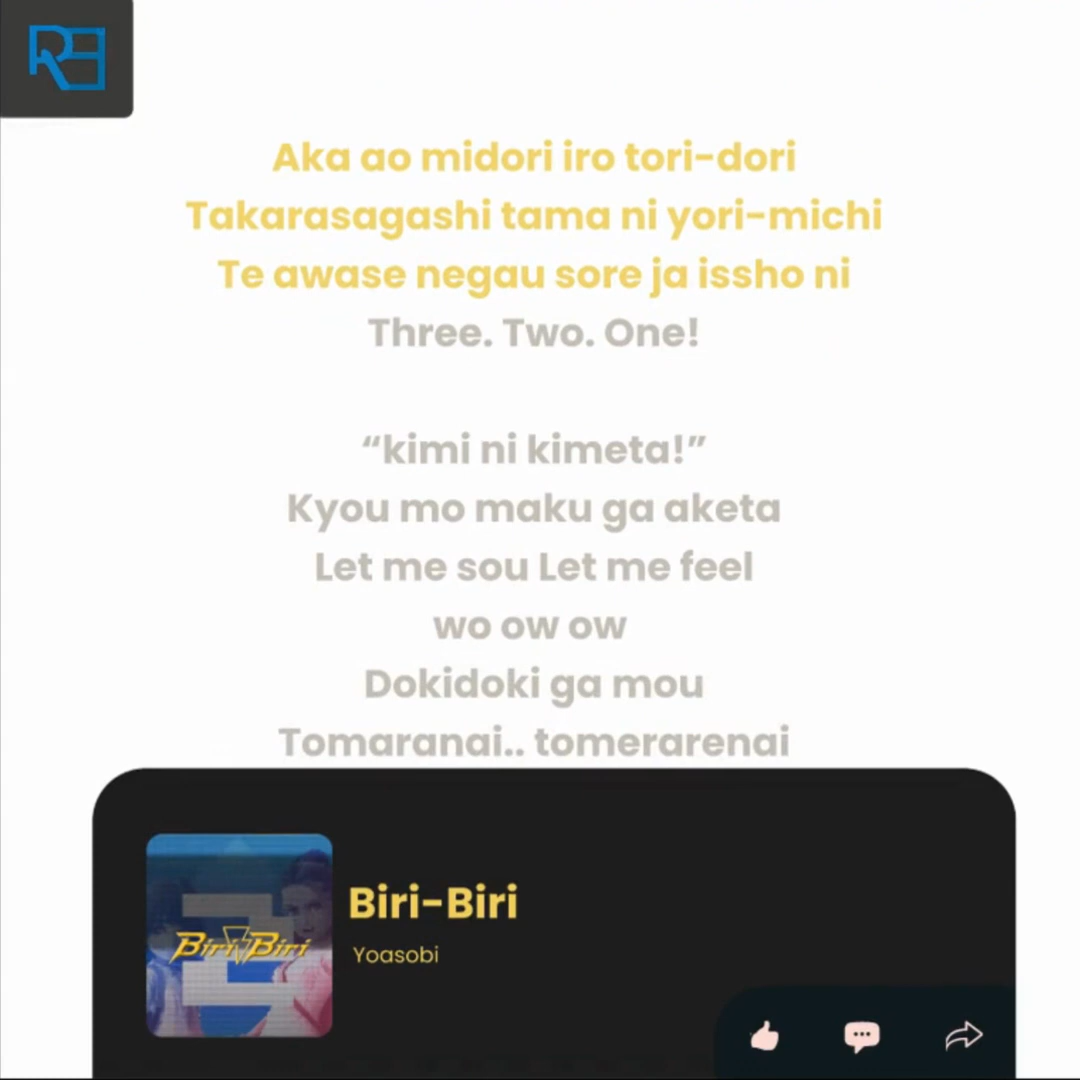 RE
Aka ao midori iro tori-dori
Takarasagashi tama ni yori-michi
Te awase negau sore ja issho ni
Three. Two. One!
“kimi ni kimeta!”
Kyou mo maku ga aketa
Let me sou Let me feel
wo ow ow
Dokidoki ga mou
Tomaranai.. tomerarenai
Biri Biri
Biri-Biri
Yoasobi